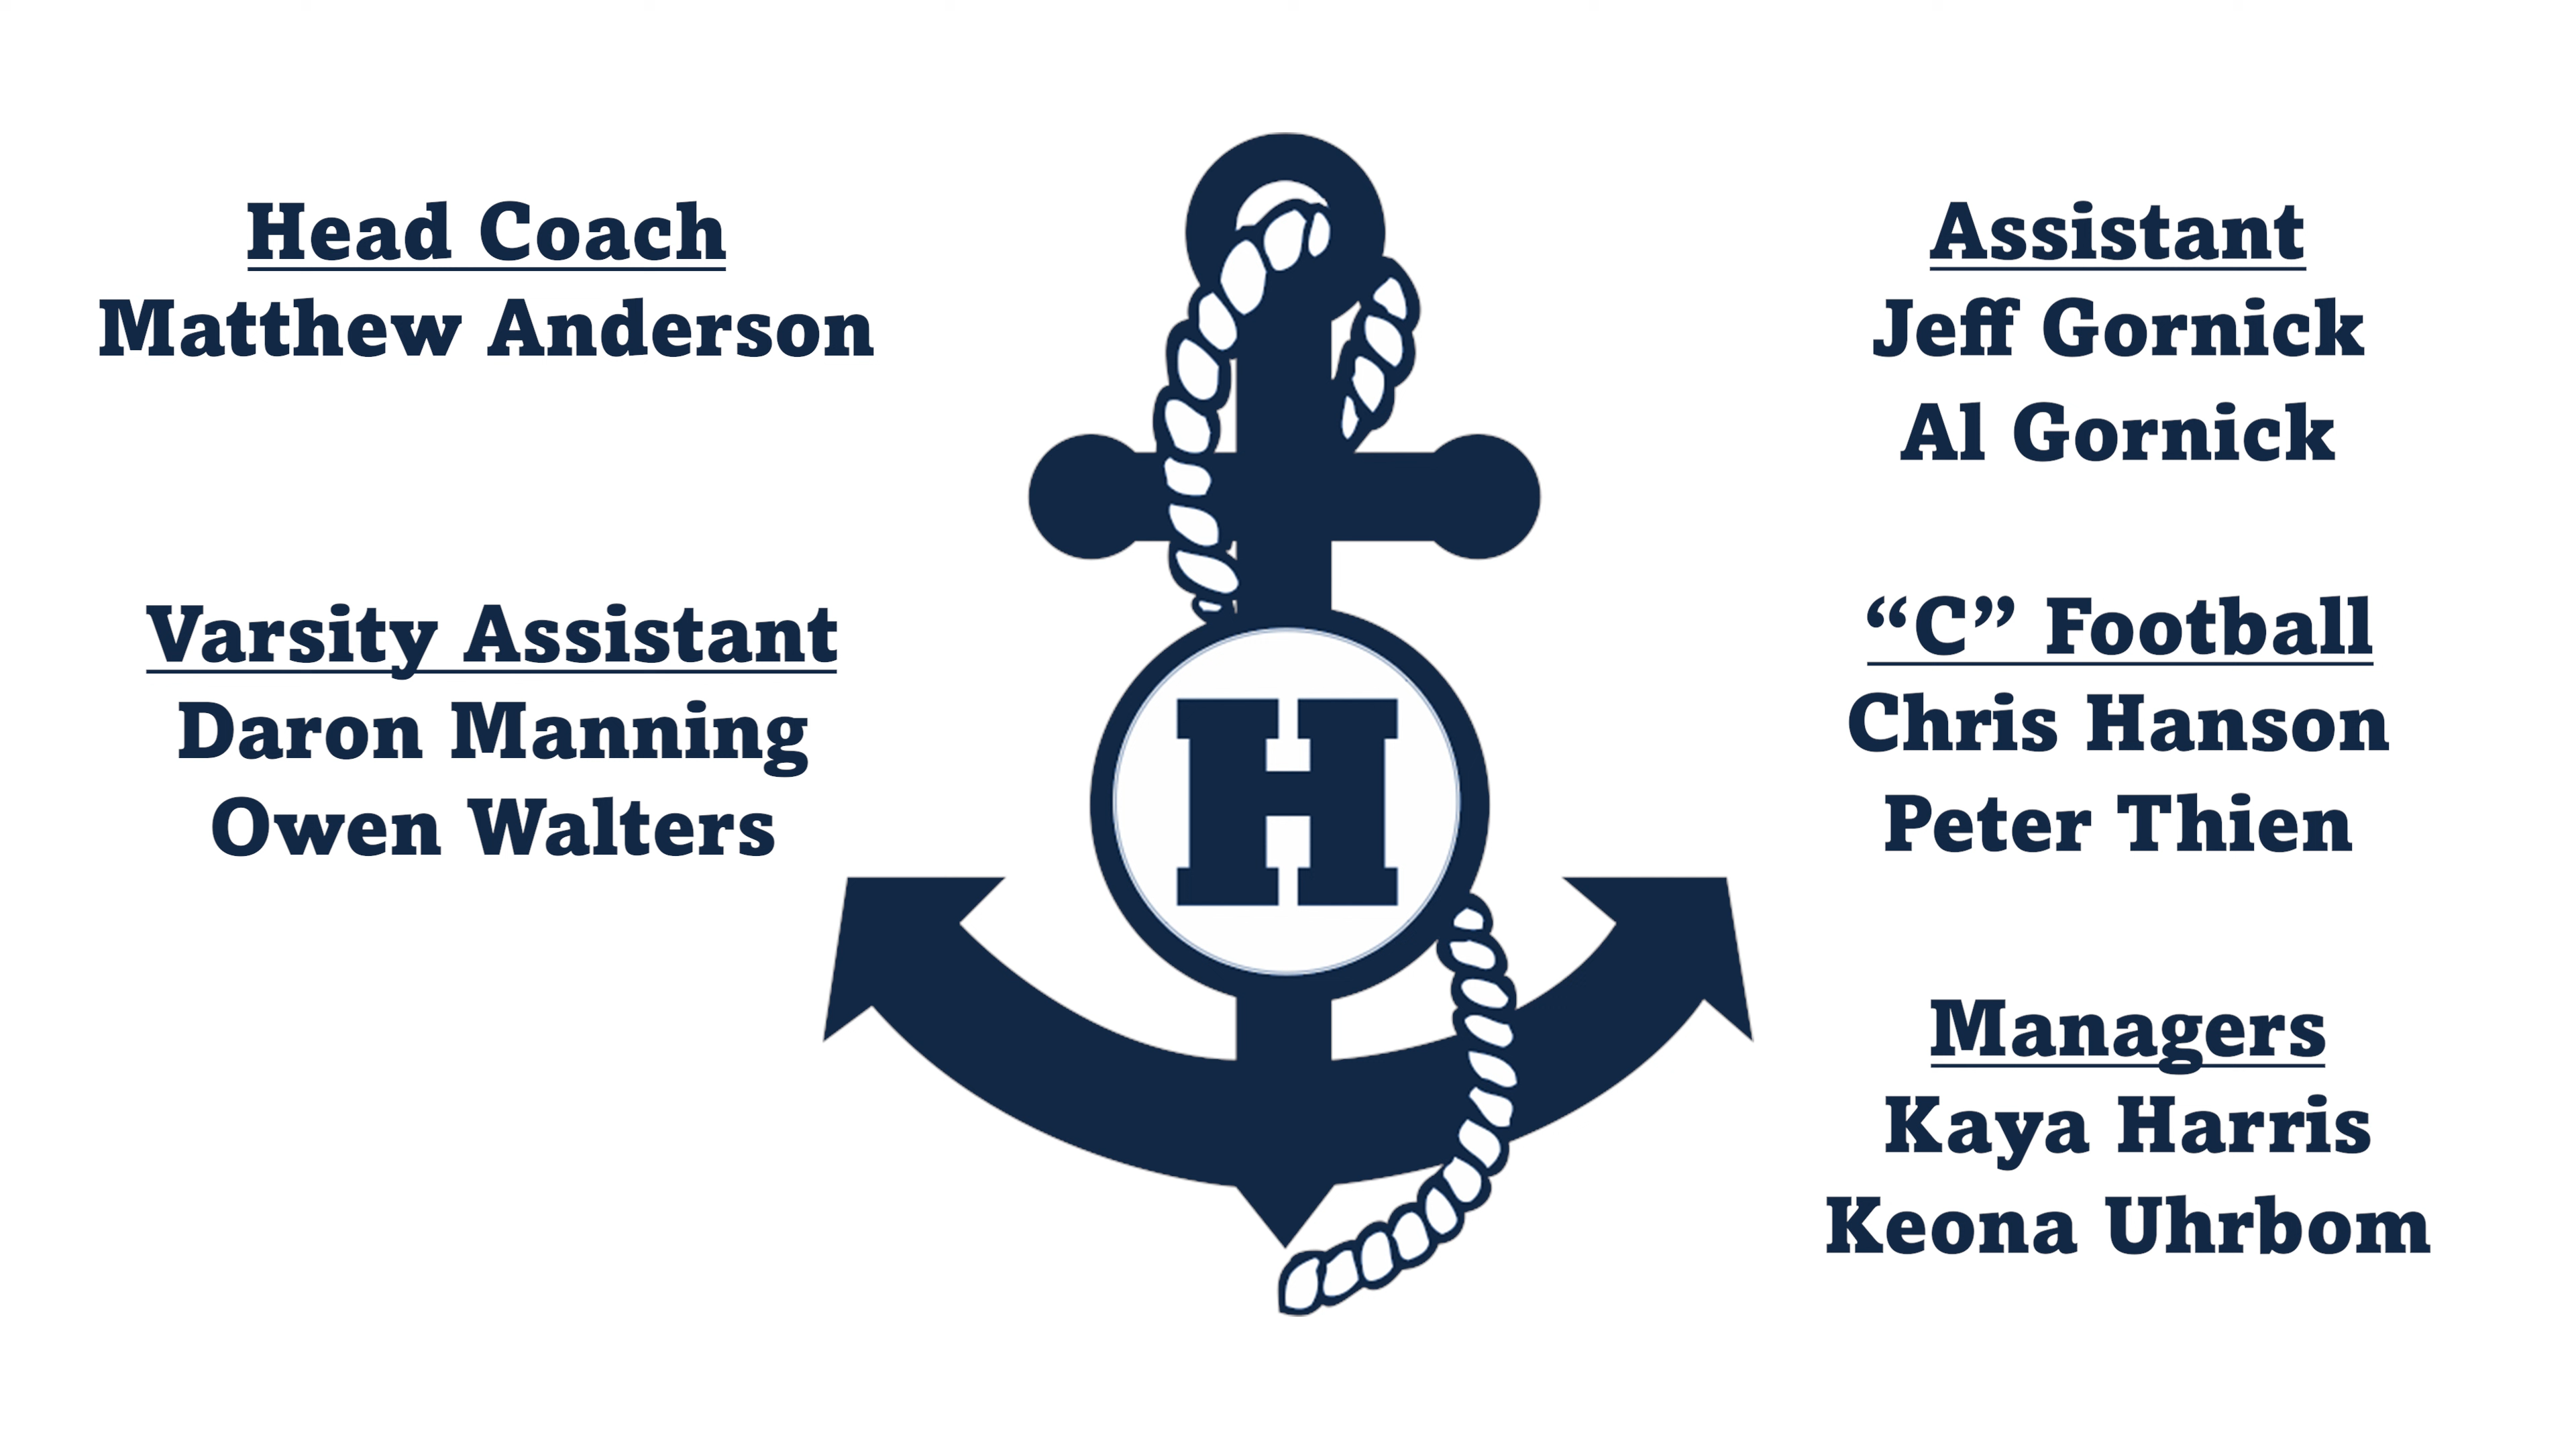 Head Coach
Matthew Anderson
Varsity Assistant
Daron Manning
Owen Walters
H
Assistant
Jeff Gornick
Al Gornick
“C” Football
Chris Hanson
Peter Thien
Managers
Kaya Harris
Keona Uhrbom